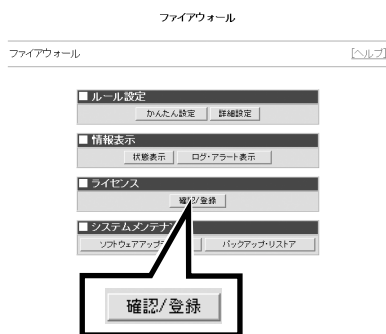 ファイアウォール
ファイアウォール [ヘルプ]
■ ルール設定
かんたん設定 詳細設定
■ 情報表示
状態表示 ログ・アラート表示
■ ライセンス
確認/登録
■ システムメンテナン
ソフトウェアアップデ バックアップ・リストア
確認/登録